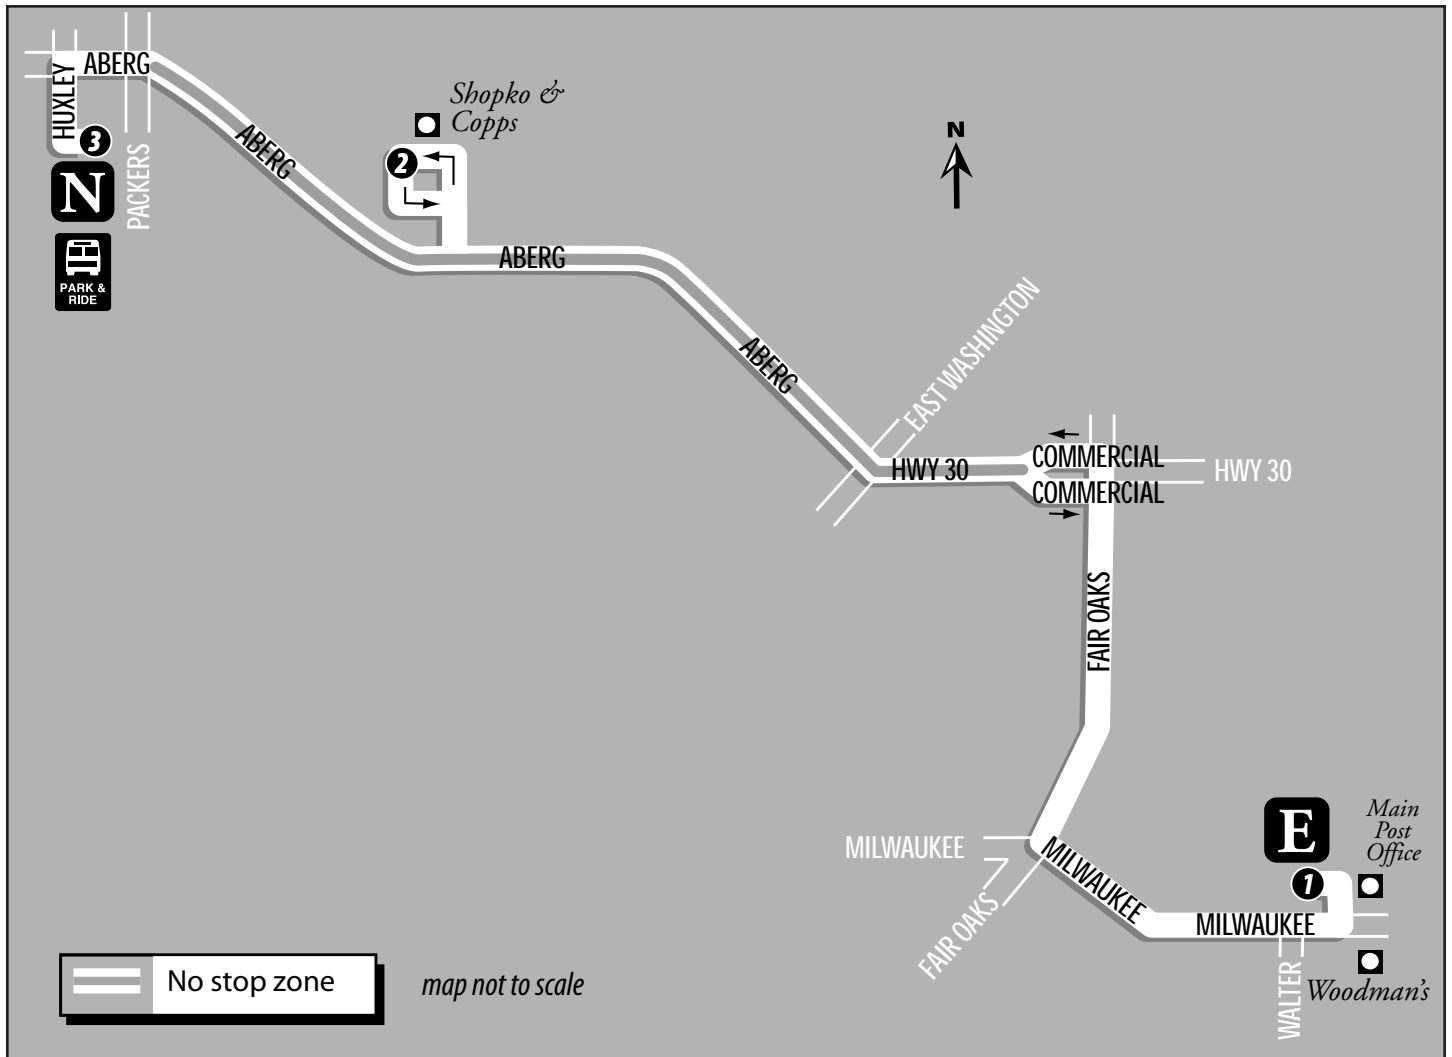 ABERG
HUXLEY
3
N
PARK &
RIDE
PACKERS
ABERG
Shopko &
Copps
2
N
ABERG
ABERG
EAST WASHINGTON
HWY 30
COMMERCIAL
COMMERCIAL
HWY 30
FAIR OAKS
MILWAUKEE
FAIR OAKS
MILWAUKEE
E
Main
Post
Office
1
MILWAUKEE
WALTER
Woodman's
No stop zone
map not to scale